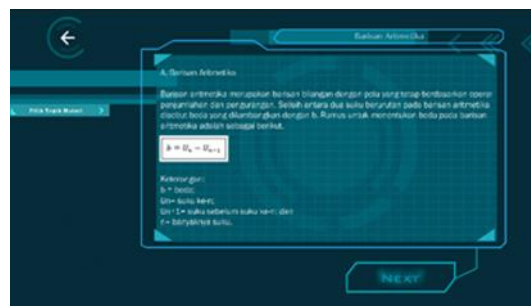 Barisan Aritmetika
A. Barisan Aritmetika
Barisan aritmetika merupakan barisan bilangan dengan pola yang tetap berdasarkan operasi
penjumlahan dan pengurangan. Selisih antara dua suku berurutan pada barisan aritmetika
disebut beda yang dilambangkan dengan b. Rumus untuk menentukan beda pada barisan
aritmetika adalah sebagai berikut.
Pilih Topik Materi
b = Uₙ − Uₙ₋₁
Keterangan:
b = beda;
Un= suku ke-n;
Un-1= suku sebelum suku ke-n; dan
= banyaknya suku.
NEXT